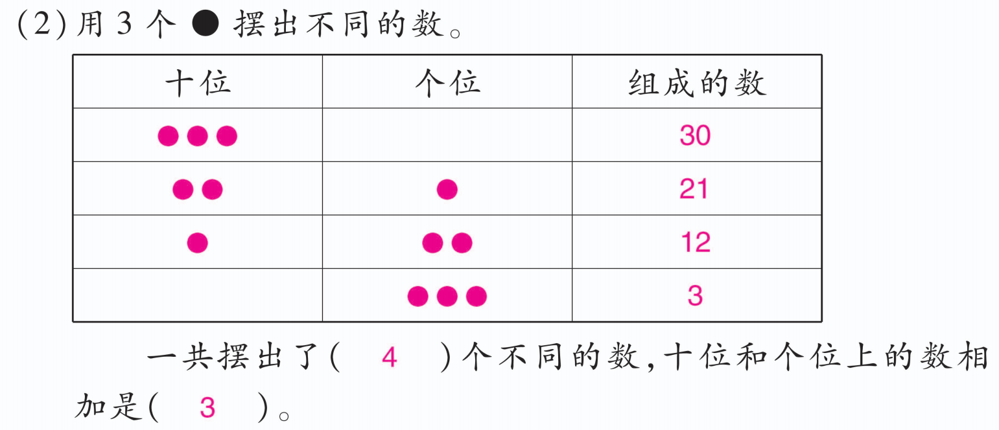 (2)用 3 个 ● 摆出不同的数。
十位 个位 组成的数
30
21
12
3
一共摆出了( 4 )个不同的数,十位和个位上的数相
加是( 3 )。